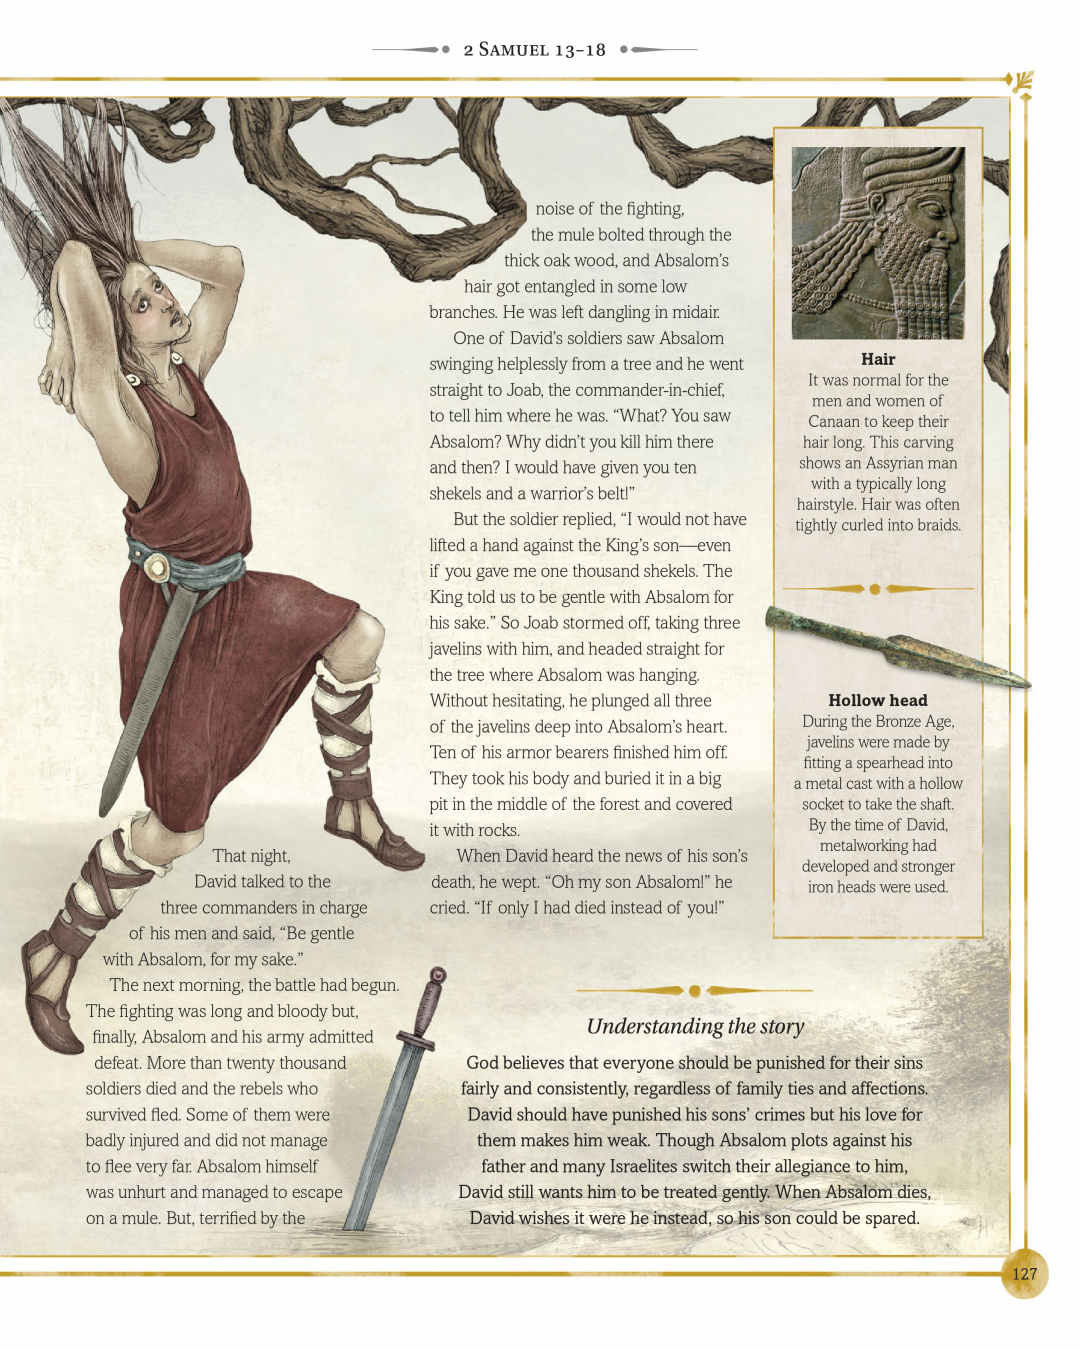 2 Samuel 13–18
That night,
David talked to the
three commanders in charge
of his men and said, “Be gentle
with Absalom, for my sake.”
The next morning, the battle had begun.
The fighting was long and bloody but,
finally, Absalom and his army admitted
defeat. More than twenty thousand
soldiers died and the rebels who
survived fled. Some of them were
badly injured and did not manage
to flee very far. Absalom himself
was unhurt and managed to escape
on a mule. But, terrified by the
noise of the fighting,
the mule bolted through the
thick oak wood, and Absalom’s
hair got entangled in some low
branches. He was left dangling in midair.
One of David’s soldiers saw Absalom
swinging helplessly from a tree and he went
straight to Joab, the commander-in-chief,
to tell him where he was. “What? You saw
Absalom? Why didn’t you kill him there
and then? I would have given you ten
shekels and a warrior’s belt!”
But the soldier replied, “I would not have
lifted a hand against the King’s son—even
if you gave me one thousand shekels. The
King told us to be gentle with Absalom for
his sake.” So Joab stormed off, taking three
javelins with him, and headed straight for
the tree where Absalom was hanging.
Without hesitating, he plunged all three
of the javelins deep into Absalom’s heart.
Ten of his armor bearers finished him off.
They took his body and buried it in a big
pit in the middle of the forest and covered
it with rocks.
When David heard the news of his son’s
death, he wept. “Oh my son Absalom!” he
cried. “If only I had died instead of you!”
Hair
It was normal for the
men and women of
Canaan to keep their
hair long. This carving
shows an Assyrian man
with a typically long
hairstyle. Hair was often
tightly curled into braids.
Hollow head
During the Bronze Age,
javelins were made by
fitting a spearhead into
a metal cast with a hollow
socket to take the shaft.
By the time of David,
metalworking had
developed and stronger
iron heads were used.
Understanding the story
God believes that everyone should be punished for their sins
fairly and consistently, regardless of family ties and affections.
David should have punished his sons’ crimes but his love for
them makes him weak. Though Absalom plots against his
father and many Israelites switch their allegiance to him,
David still wants him to be treated gently. When Absalom dies,
David wishes it were he instead, so his son could be spared.
127